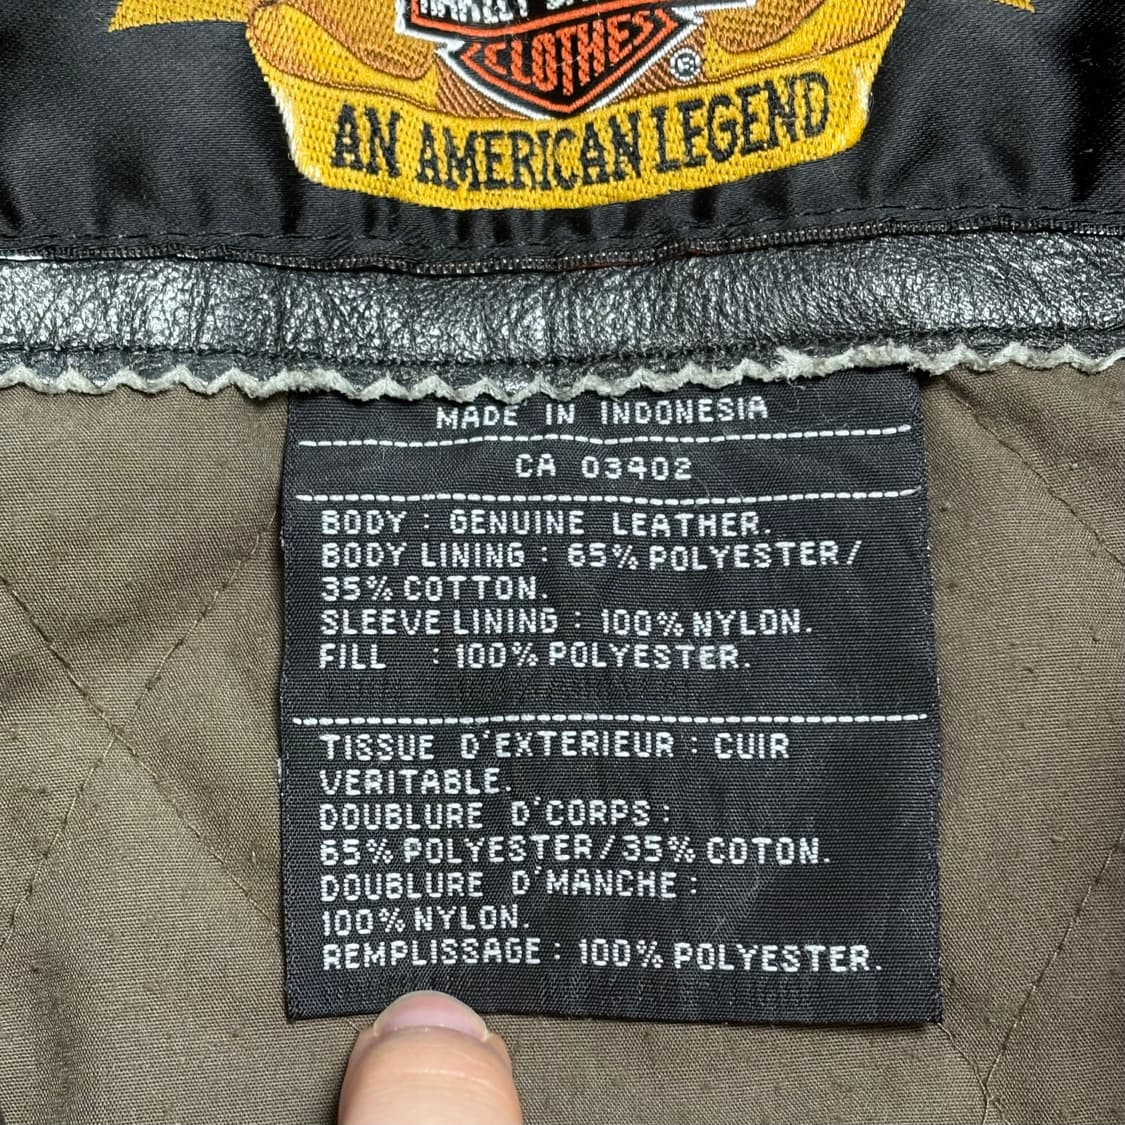 CLOTHES
®
AN AMERICAN LEGEND
MADE IN INDONESIA
CA 03402
BODY : GENUINE LEATHER.
BODY LINING : 65% POLYESTER/
35% COTTON.
SLEEVE LINING : 100% NYLON.
FILL : 100% POLYESTER.
TISSUE D'EXTERIEUR : CUIR
VERITABLE.
DOUBLURE D'CORPS :
65% POLYESTER/35% COTON.
DOUBLURE D'MANCHE :
100% NYLON.
REMPLISSAGE : 100% POLYESTER.